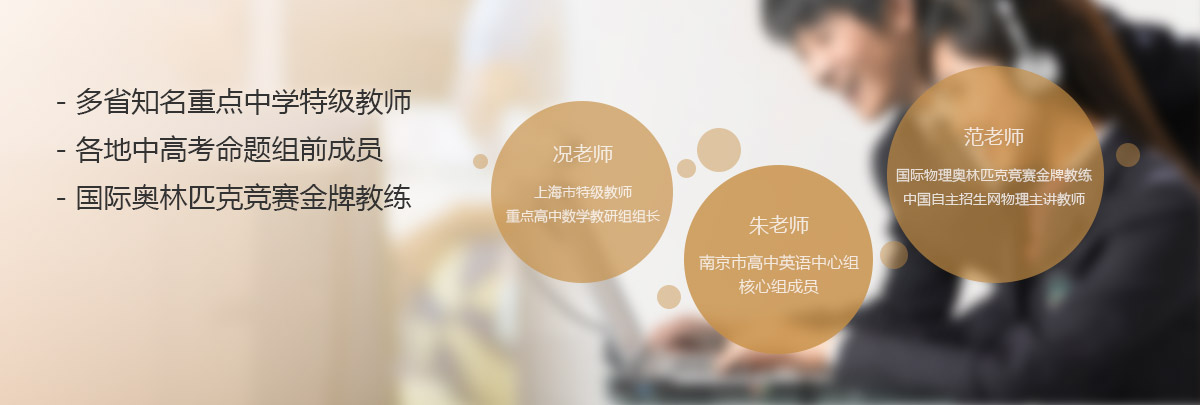 - 多省知名重点中学特级教师
- 各地中高考命题组前成员
- 国际奥林匹克竞赛金牌教练
况老师
上海市特级教师
重点高中数学教研组组长
朱老师
南京市高中英语中心组
核心组成员
范老师
国际物理奥林匹克竞赛金牌教练
中国自主招生网物理主讲教师